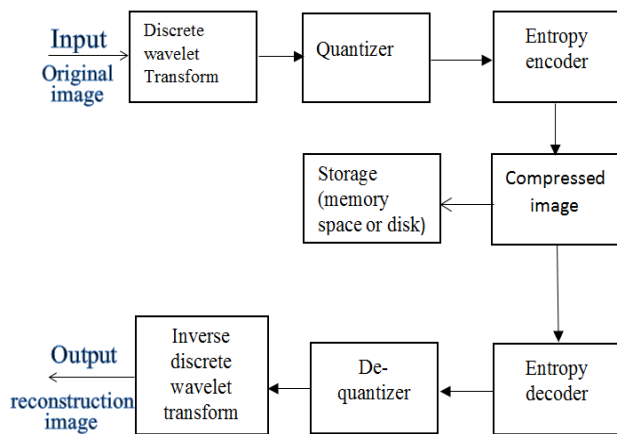 Input
Original
image
Discrete
wavelet
Transform
Quantizer
Entropy
encoder
Storage
(memory
space or disk)
Compressed
image
Output
reconstruction
image
Inverse
discrete
wavelet
transform
De-
quantizer
Entropy
decoder